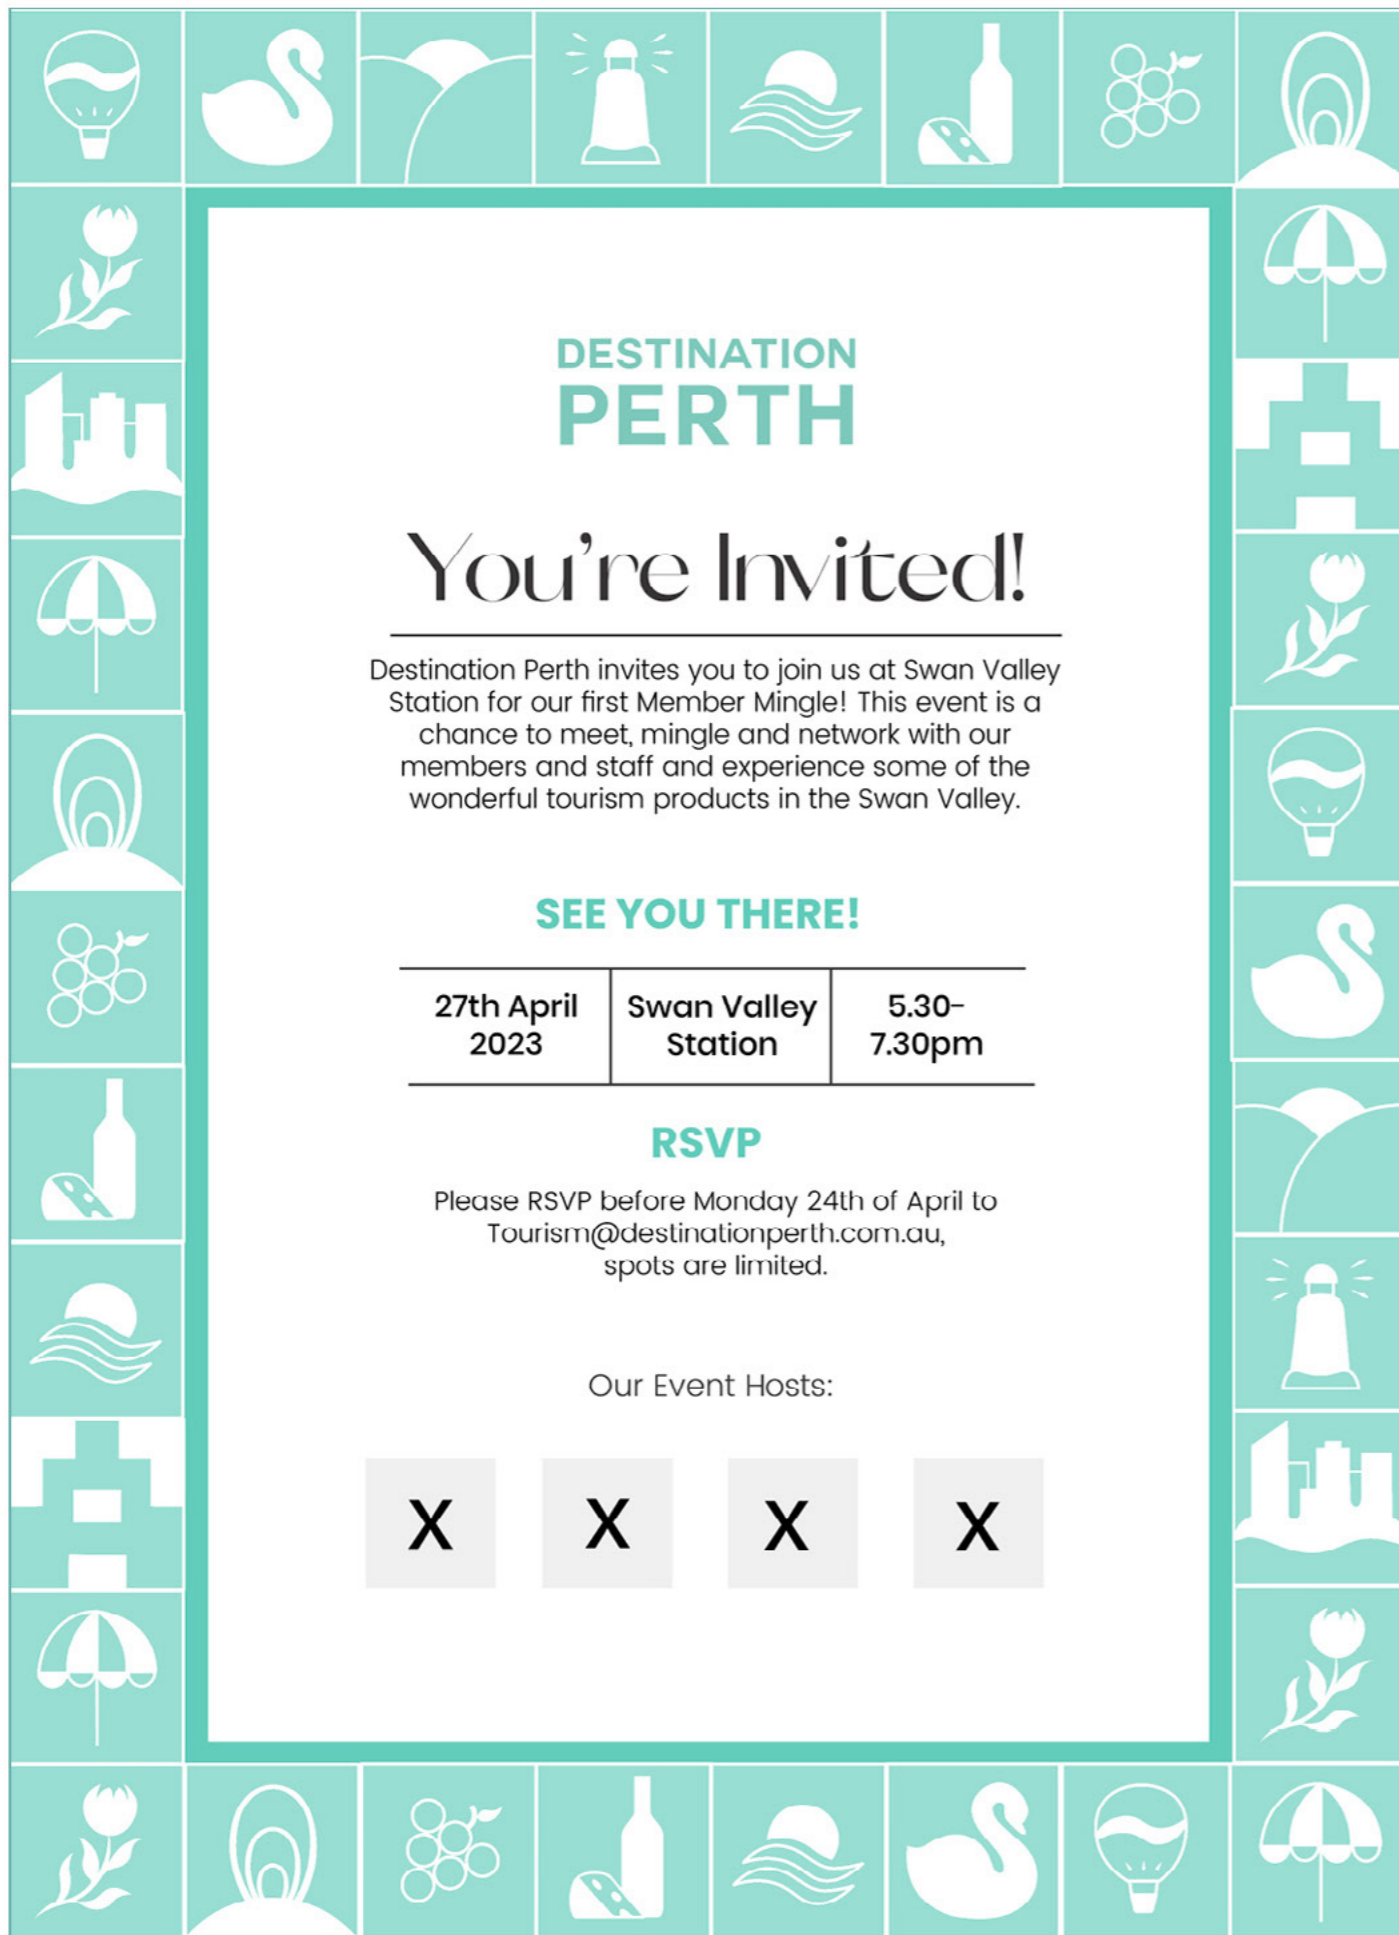 DESTINATION
PERTH
You're Invited!
Destination Perth invites you to join us at Swan Valley
Station for our first Member Mingle! This event is a
chance to meet, mingle and network with our
members and staff and experience some of the
wonderful tourism products in the Swan Valley.
SEE YOU THERE!
27th April
2023
Swan Valley
Station
5.30-
7.30pm
RSVP
Please RSVP before Monday 24th of April to
Tourism@destinationperth.com.au,
spots are limited.
Our Event Hosts:
X X X X